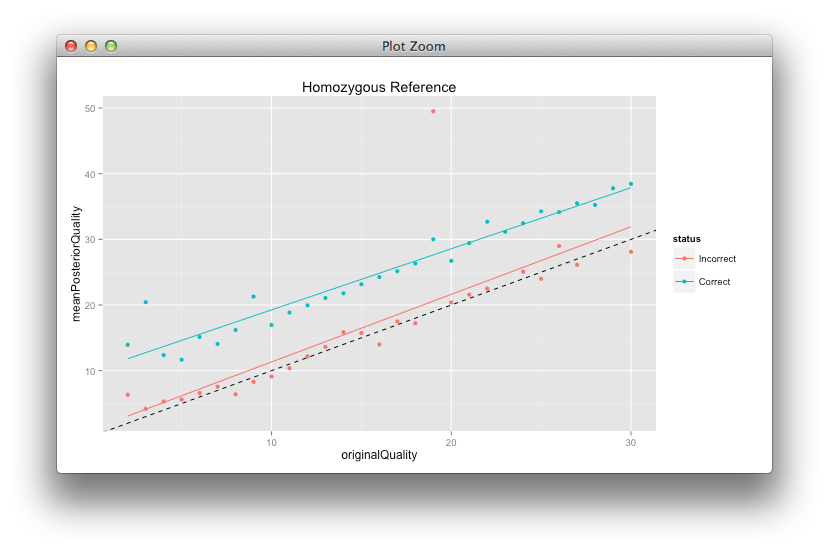 Plot Zoom
Homozygous Reference
50
40
30
20
10
meanPosteriorQuality
10 20 30
originalQuality
status
Incorrect
Correct